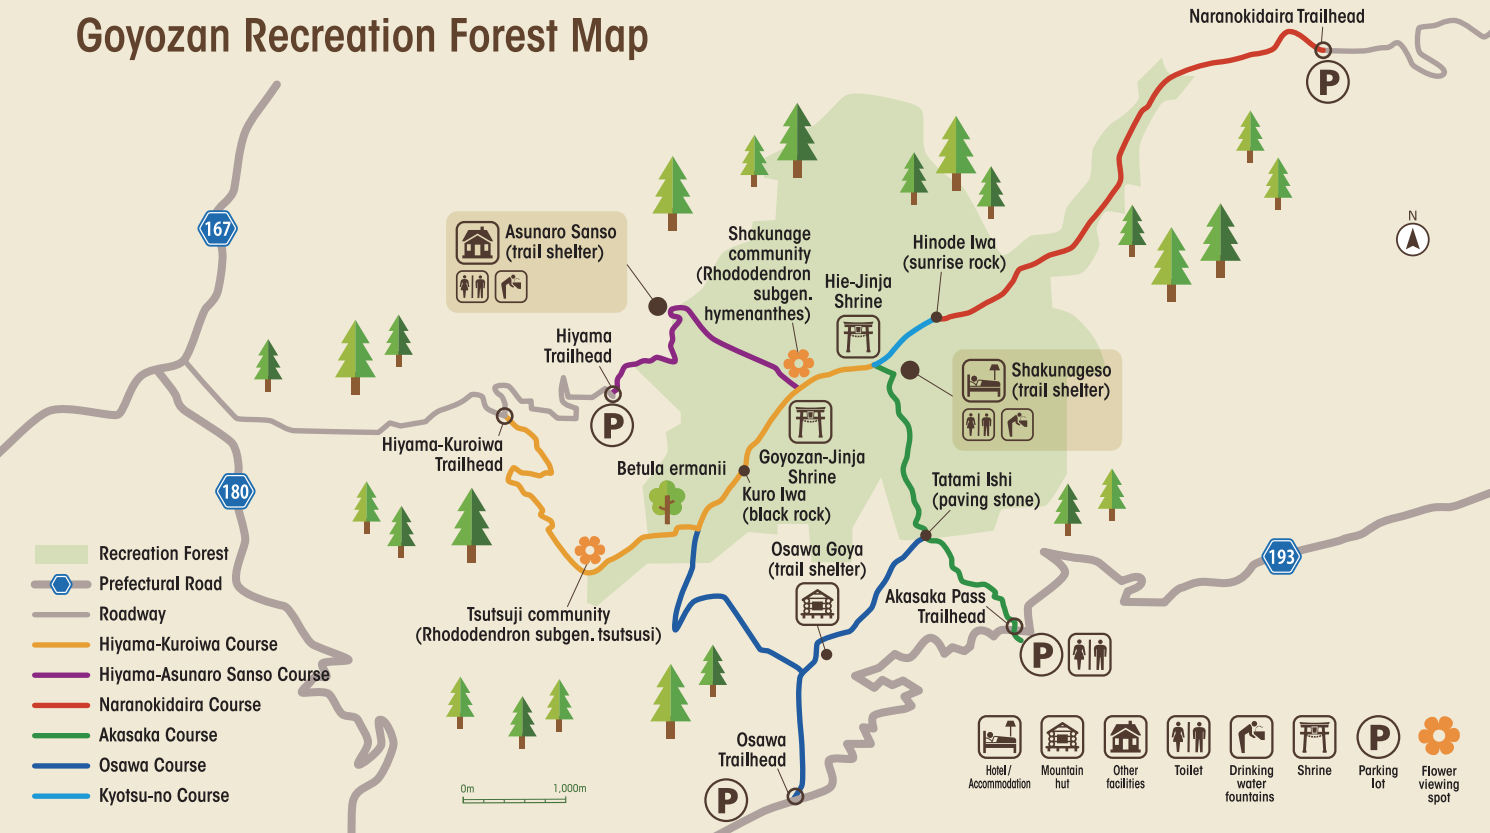 Goyozan Recreation Forest Map
Naranokidaira Trailhead
P
167
N
Asunaro Sanso
(trail shelter)
Shakunage
community
(Rhododendron
subgen.
hymenanthes)
Hinode Iwa
(sunrise rock)
Hie-Jinja
Shrine
Hiyama
Trailhead
P
Shakunageso
(trail shelter)
Hiyama-Kuroiwa
Trailhead
Betula ermanii
Goyozan-Jinja
Shrine
Kuro Iwa
(black rock)
Tatami Ishi
(paving stone)
180
193
Osawa Goya
(trail shelter)
Akasaka Pass
Trailhead
P
Tsutsuji community
(Rhododendron subgen. tsutsusi)
Osawa
Trailhead
P
Recreation Forest
Prefectural Road
Roadway
Hiyama-Kuroiwa Course
Hiyama-Asunaro Sanso Course
Naranokidaira Course
Akasaka Course
Osawa Course
Kyotsu-no Course
0m 1,000m
P
Hotel/
Accommodation
Mountain
hut
Other
facilities
Toilet
Drinking
water
fountains
Shrine
Parking
lot
Flower
viewing
spot